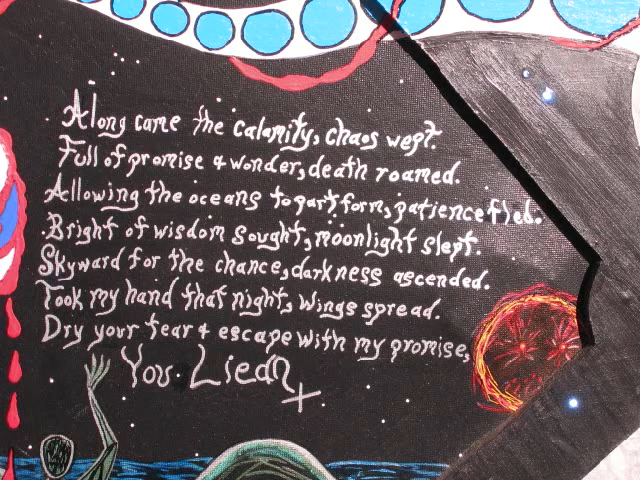 Along came the calamity, chaos wept.
Full of promise & wonder, death roamed.
Allowing the oceans to part form, patience fled.
Bright of wisdom sought, moonlight slept.
Skyward for the chance, darkness ascended.
Took my hand that night, wings spread.
Dry your tear & escape with my promise,
You Lied